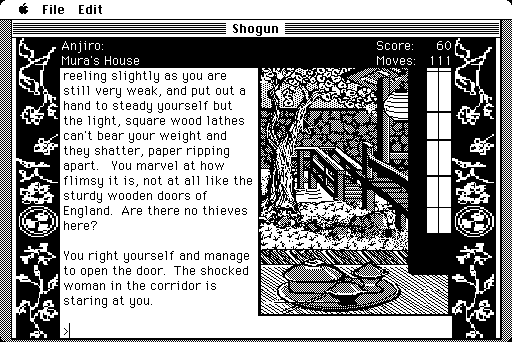 File Edit
Shogun
Anjiro: Score: 60
Mura's House Moves: 111
reeling slightly as you are
still very weak, and put out a
hand to steady yourself but
the light, square wood lathes
can't bear your weight and
they shatter, paper ripping
apart. You marvel at how
flimsy it is, not at all like the
sturdy wooden doors of
England. Are there no thieves
here?
You right yourself and manage
to open the door. The shocked
woman in the corridor is
staring at you.
>